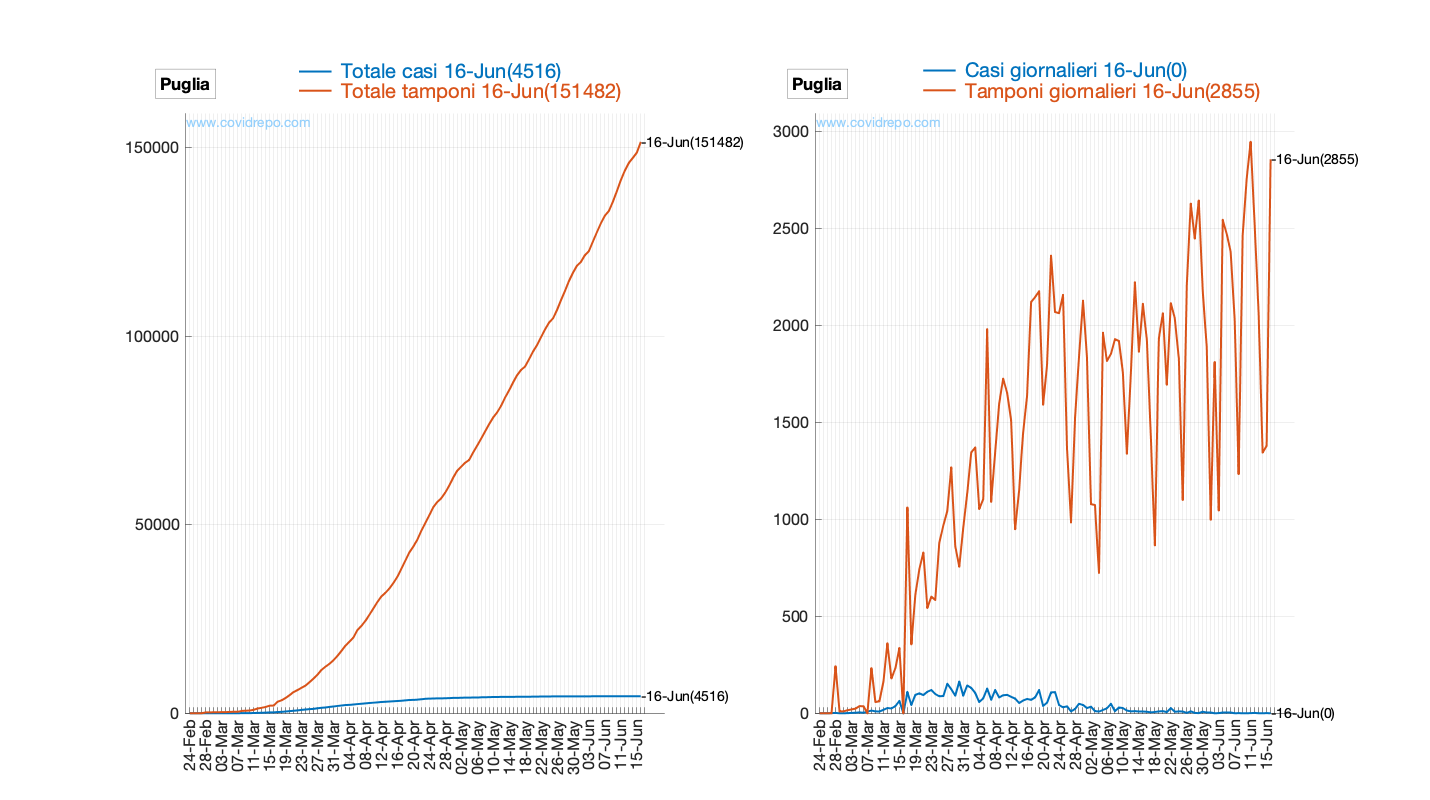 Puglia
Totale casi 16-Jun(4516)
Totale tamponi 16-Jun(151482)
www.covidrepo.com
150000
100000
50000
0
16-Jun(151482)
16-Jun(4516)
24-Feb
28-Feb
03-Mar
07-Mar
11-Mar
15-Mar
19-Mar
23-Mar
27-Mar
31-Mar
04-Apr
08-Apr
12-Apr
16-Apr
20-Apr
24-Apr
28-Apr
02-May
06-May
10-May
14-May
18-May
22-May
26-May
30-May
03-Jun
07-Jun
11-Jun
15-Jun
Puglia
Casi giornalieri 16-Jun(0)
Tamponi giornalieri 16-Jun(2855)
www.covidrepo.com
3000
2500
2000
1500
1000
500
0
16-Jun(2855)
16-Jun(0)
24-Feb
28-Feb
03-Mar
07-Mar
11-Mar
15-Mar
19-Mar
23-Mar
27-Mar
31-Mar
04-Apr
08-Apr
12-Apr
16-Apr
20-Apr
24-Apr
28-Apr
02-May
06-May
10-May
14-May
18-May
22-May
26-May
30-May
03-Jun
07-Jun
11-Jun
15-Jun